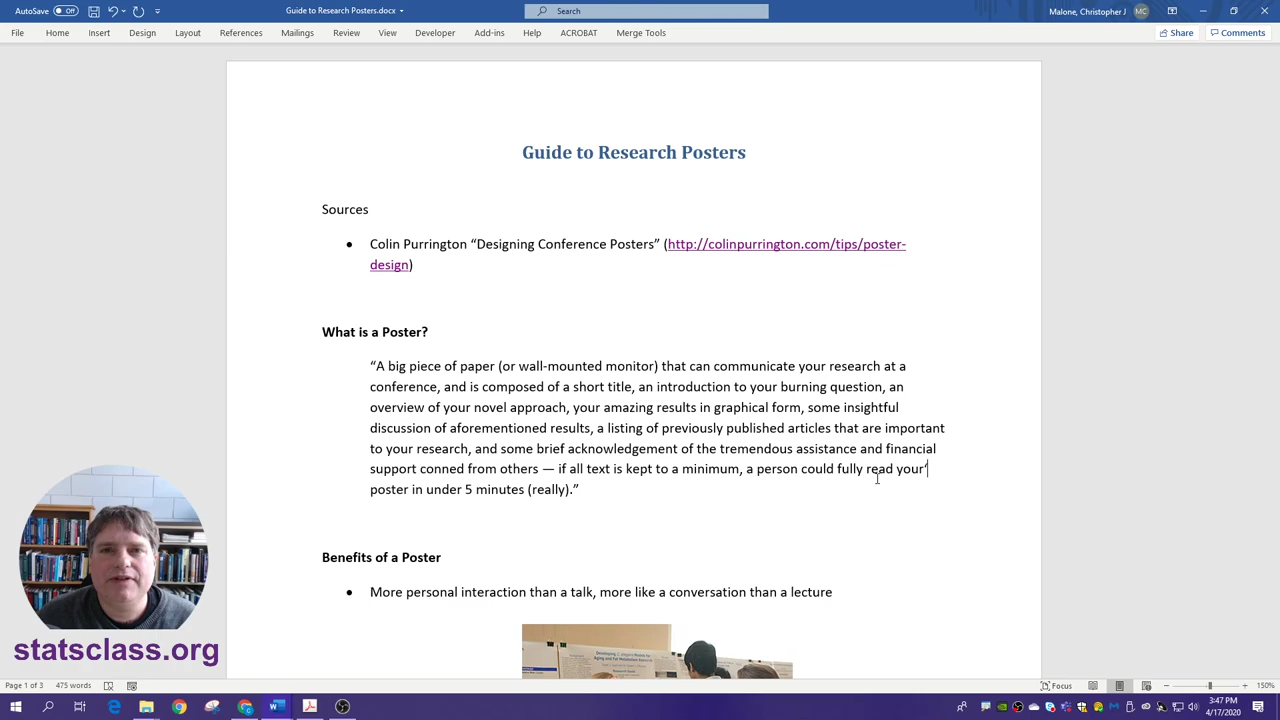 AutoSave Off
Guide to Research Posters.docx
Search
Malone, Christopher J MC
File Home Insert Design Layout References Mailings Review View Developer Add-ins Help ACROBAT Merge Tools
Share Comments
Guide to Research Posters
Sources
• Colin Purrington “Designing Conference Posters” (http://colinpurrington.com/tips/poster-
design)
What is a Poster?
“A big piece of paper (or wall-mounted monitor) that can communicate your research at a
conference, and is composed of a short title, an introduction to your burning question, an
overview of your novel approach, your amazing results in graphical form, some insightful
discussion of aforementioned results, a listing of previously published articles that are important
to your research, and some brief acknowledgement of the tremendous assistance and financial
support conned from others — if all text is kept to a minimum, a person could fully read your’
poster in under 5 minutes (really).”
Benefits of a Poster
• More personal interaction than a talk, more like a conversation than a lecture
statsclass.org
Page 1 of 3 475 words
Focus
150%
3:47 PM
4/17/2020